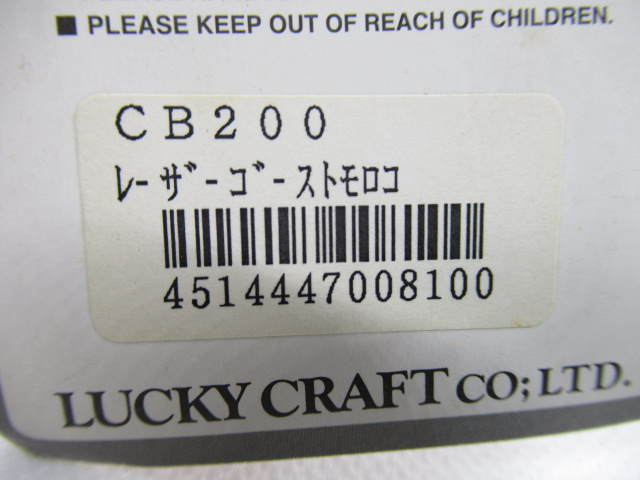 ■ PLEASE KEEP OUT OF REACH OF CHILDREN.
CB200
ﾚｰｻﾞｰｺﾞｰｽﾄﾓﾛｺ
4514447008100
LUCKY CRAFT CO;LTD.